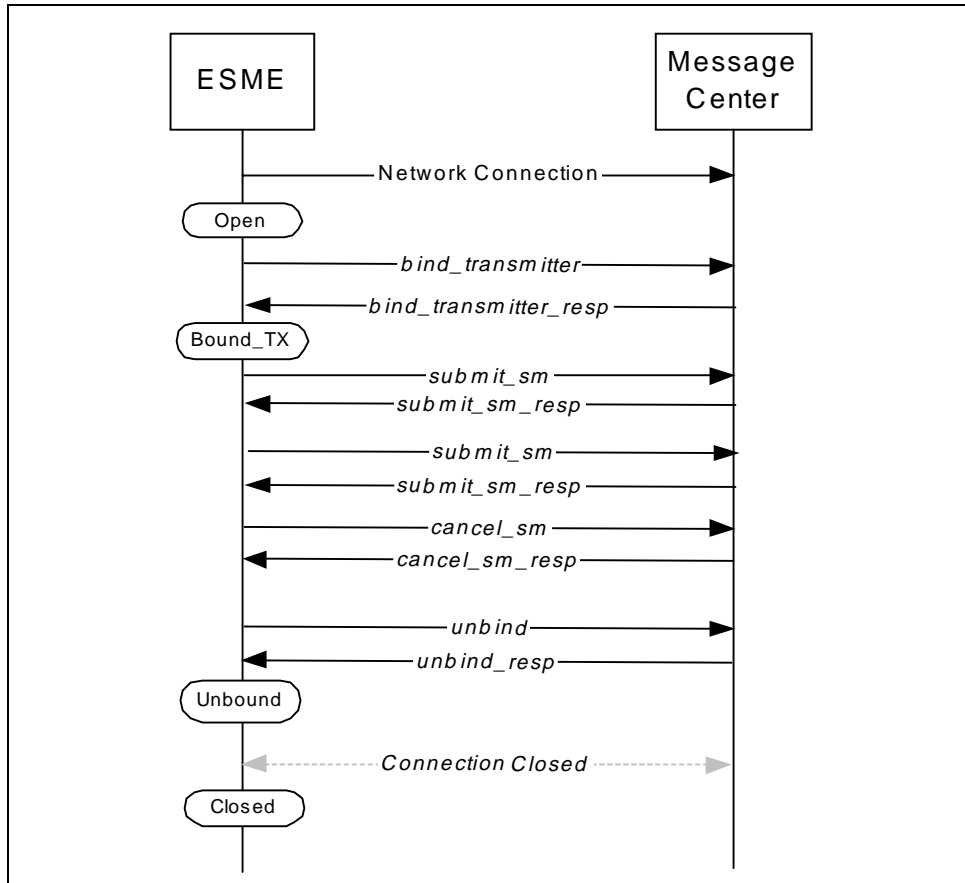 ESME
Message
Center
Network Connection
Open
bind_transmitter
bind_transmitter_resp
Bound_TX
submit_sm
submit_sm_resp
submit_sm
submit_sm_resp
cancel_sm
cancel_sm_resp
unbind
unbind_resp
Unbound
Connection Closed
Closed